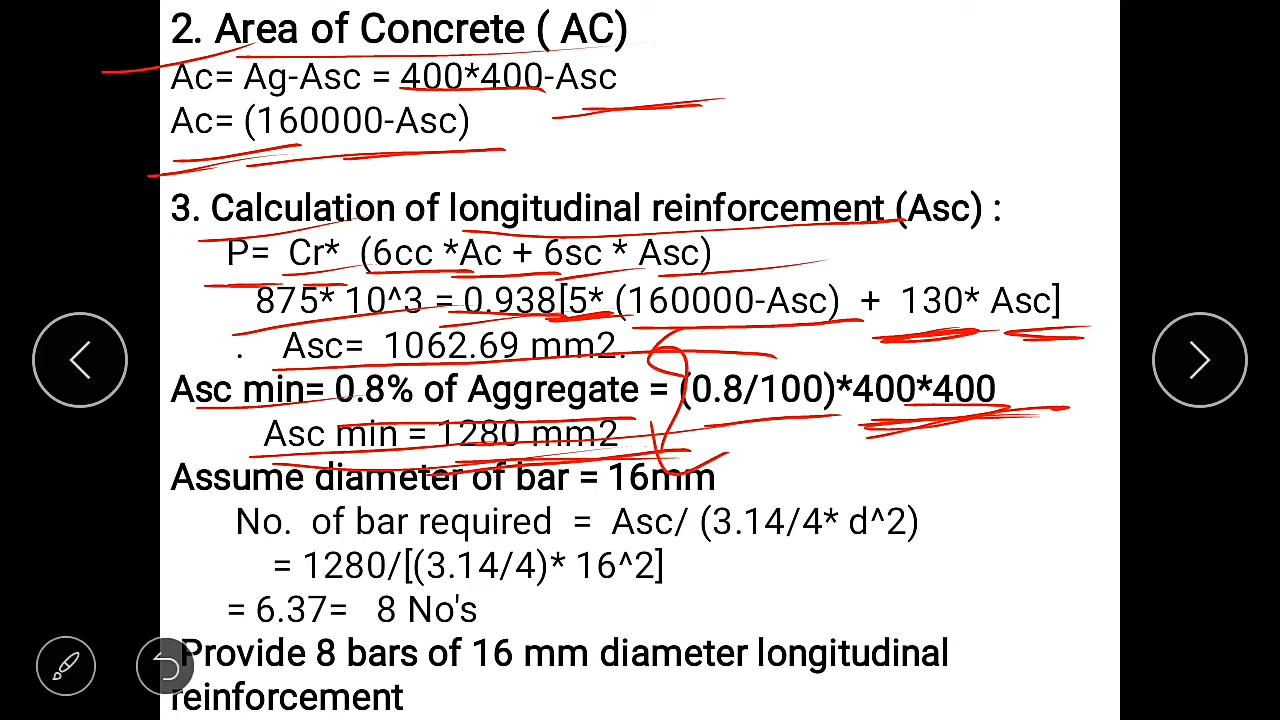 2. Area of Concrete ( AC)
Ac= Ag-Asc = 400*400-Asc
Ac= (160000-Asc)
3. Calculation of longitudinal reinforcement (Asc) :
P= Cr* (6cc *Ac + 6sc * Asc)
875* 10^3 = 0.938[5* (160000-Asc) + 130* Asc]
. Asc= 1062.69 mm2.
Asc min= 0.8% of Aggregate = (0.8/100)*400*400
Asc min = 1280 mm2
Assume diameter of bar = 16mm
No. of bar required = Asc/ (3.14/4* d^2)
= 1280/[(3.14/4)* 16^2]
= 6.37= 8 No's
Provide 8 bars of 16 mm diameter longitudinal
reinforcement